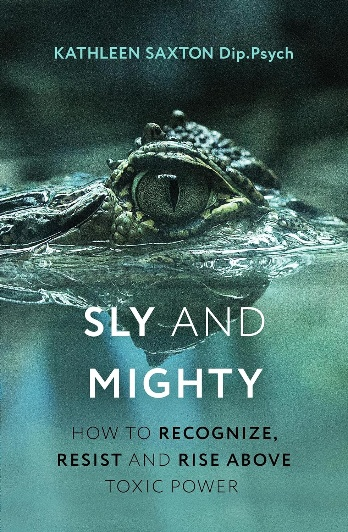 KATHLEEN SAXTON Dip.Psych
SLY AND
MIGHTY
HOW TO RECOGNIZE,
RESIST AND RISE ABOVE
TOXIC POWER